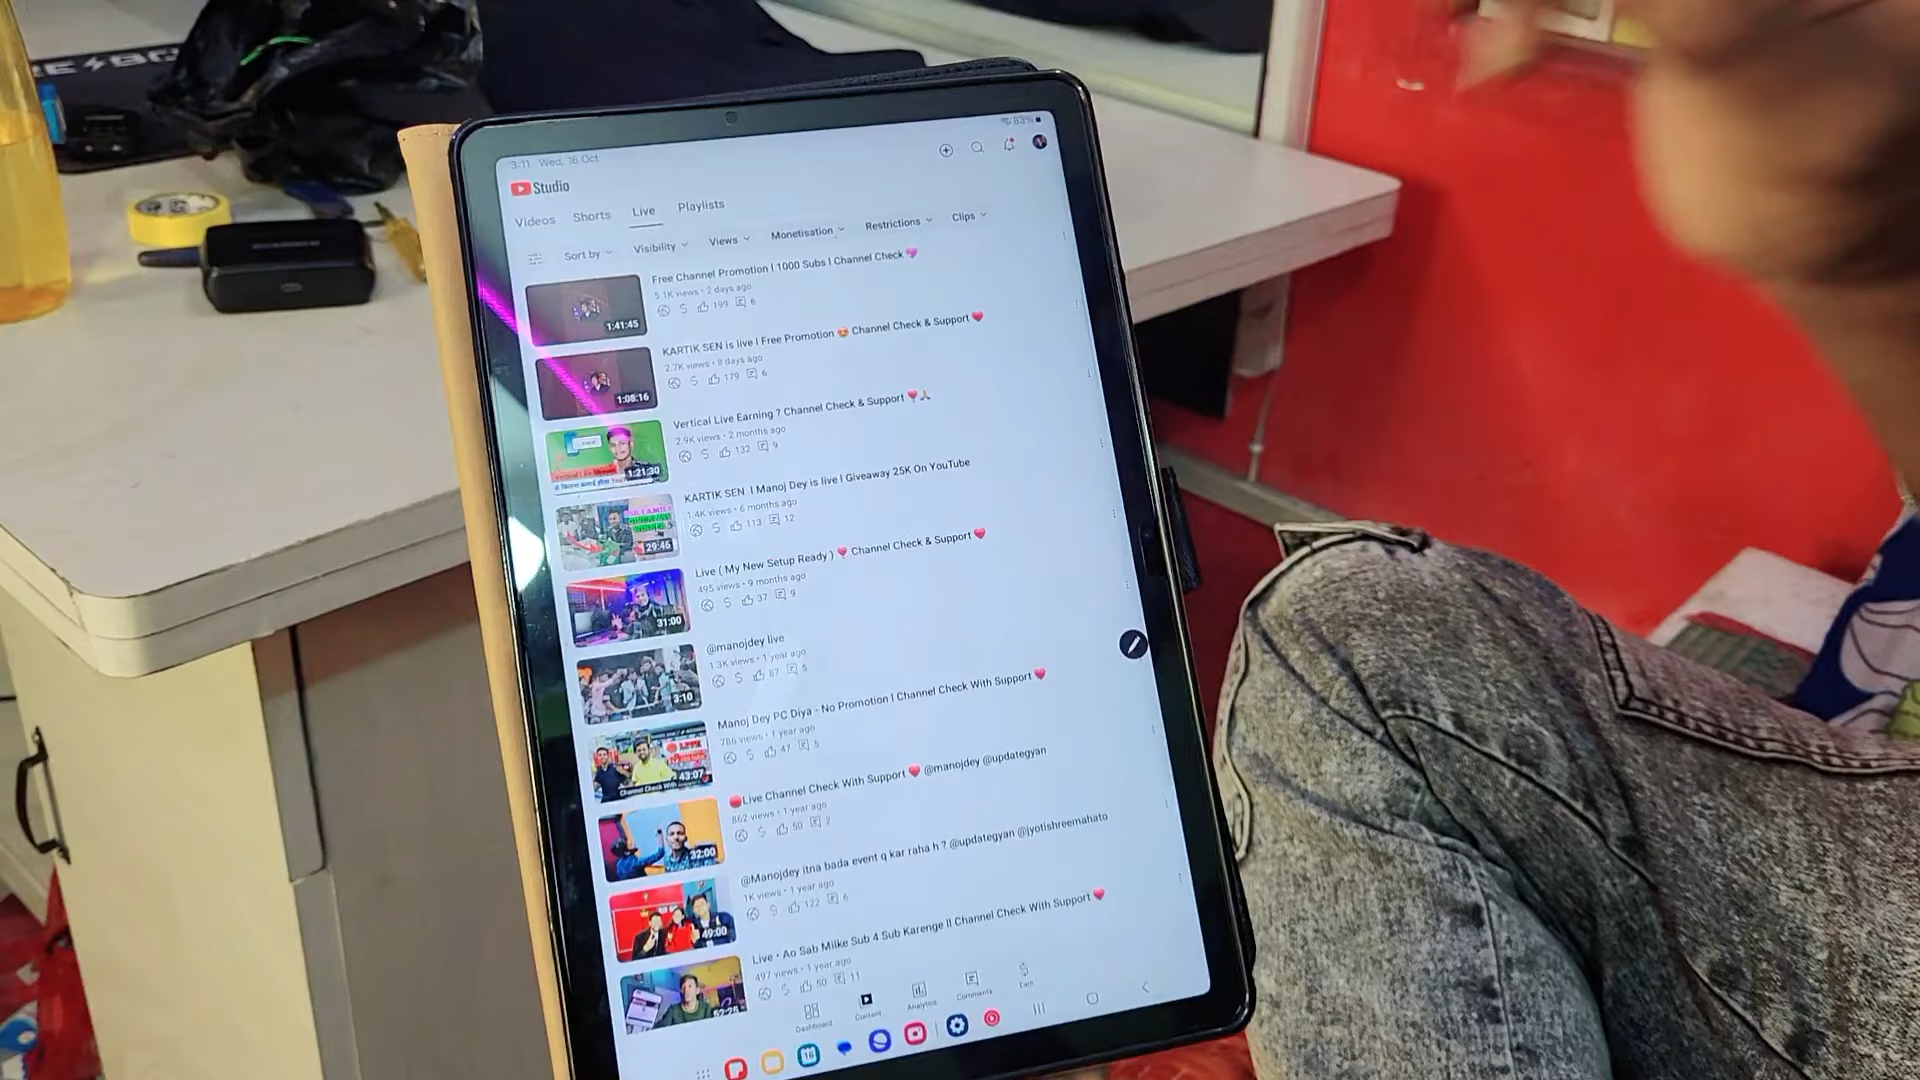 3:11 Wed, 16 Oct
83%
Studio
Videos Shorts Live Playlists
Sort by Visibility Views Monetisation Restrictions Clips
Free Channel Promotion l 1000 Subs l Channel Check 💖
5.1K views • 2 days ago
199 6
1:41:45
KARTIK SEN is live l Free Promotion 😍 Channel Check & Support ❤️
2.7K views • 8 days ago
179 6
1:08:16
Vertical Live Earning ? Channel Check & Support ❣️🙏
2.9K views • 2 months ago
132 9
1:21:30
KARTIK SEN l Manoj Dey is live l Giveaway 25K On YouTube
1.4K views • 6 months ago
113 12
29:46
Live ( My New Setup Ready ) ❣️ Channel Check & Support ❤️
495 views • 9 months ago
37 9
31:00
@manojdey live
1.3K views • 1 year ago
87 5
3:10
Manoj Dey PC Diya - No Promotion l Channel Check With Support ❤️
786 views • 1 year ago
47 5
LIVE
43:07
Channel Check With Support
🔴Live Channel Check With Support ❤️ @manojdey @updategyan
862 views • 1 year ago
50 2
32:00
@Manojdey itna bada event q kar raha h ? @updategyan @jyotishreemahato
1K views • 1 year ago
122 6
49:00
Live • Ao Sab Milke Sub 4 Sub Karenge ll Channel Check With Support ❤️
497 views • 1 year ago
50 11
Dashboard Content Analytics Comments Earn
16